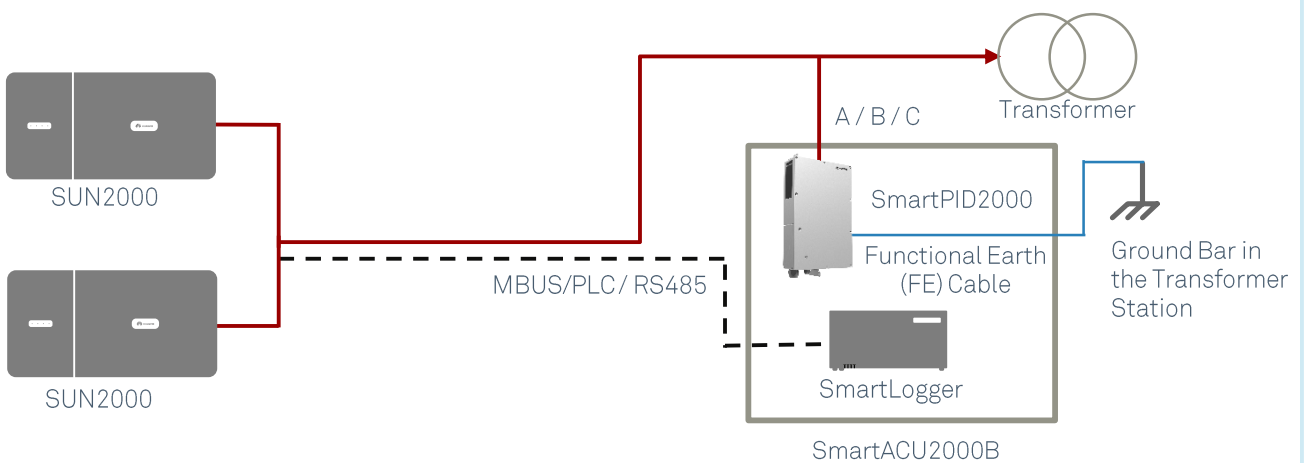 Transformer
A / B / C
SUN2000
SmartPID2000
Functional Earth
(FE) Cable
Ground Bar in
the Transformer
Station
MBUS/PLC / RS485
SUN2000
SmartLogger
SmartACU2000B